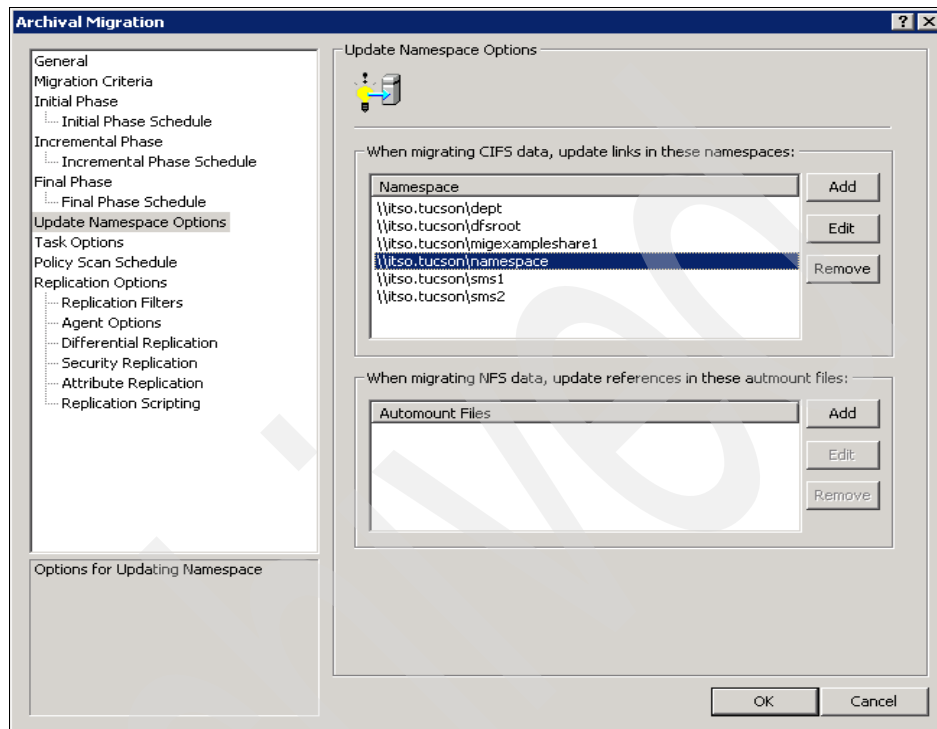 Archival Migration
General
Migration Criteria
Initial Phase
Initial Phase Schedule
Incremental Phase
Incremental Phase Schedule
Final Phase
Final Phase Schedule
Update Namespace Options
Task Options
Policy Scan Schedule
Replication Options
Replication Filters
Agent Options
Differential Replication
Security Replication
Attribute Replication
Replication Scripting
Options for Updating Namespace
Update Namespace Options
When migrating CIFS data, update links in these namespaces:
Namespace
\\itso.tucson\dept
\\itso.tucson\dfsroot
\\itso.tucson\migexampleshare1
\\itso.tucson\namespace
\\itso.tucson\sms1
\\itso.tucson\sms2
Add
Edit
Remove
When migrating NFS data, update references in these autmount files:
Automount Files
Add
Edit
Remove
OK
Cancel